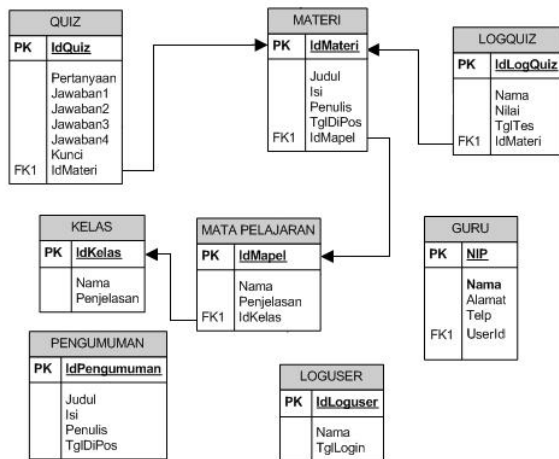 QUIZ
PK IdQuiz
Pertanyaan
Jawaban1
Jawaban2
Jawaban3
Jawaban4
Kunci
FK1 IdMateri
MATERI
PK IdMateri
Judul
Isi
Penulis
TglDiPos
FK1 IdMapel
LOGQUIZ
PK IdLogQuiz
Nama
Nilai
TglTes
FK1 IdMateri
KELAS
PK IdKelas
Nama
Penjelasan
MATA PELAJARAN
PK IdMapel
Nama
Penjelasan
FK1 IdKelas
GURU
PK NIP
Nama
Alamat
Telp
FK1 UserId
PENGUMUMAN
PK IdPengumuman
Judul
Isi
Penulis
TglDiPos
LOGUSER
PK IdLoguser
Nama
TglLogin